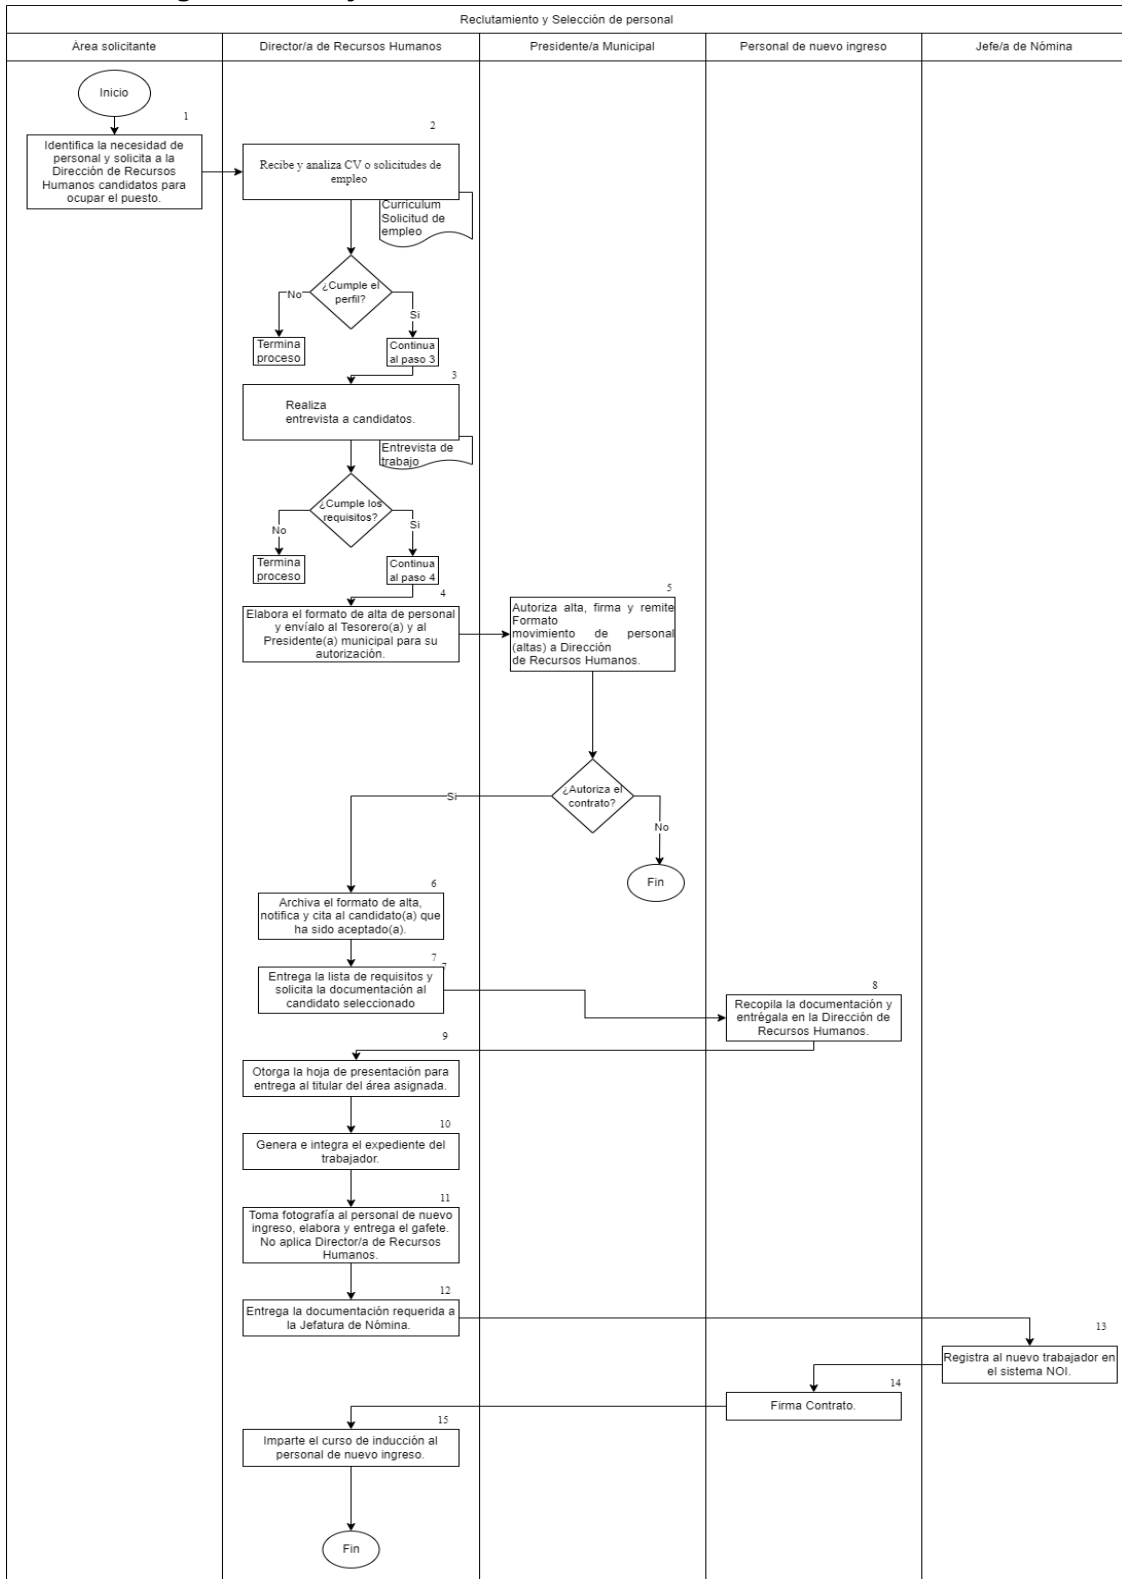 Reclutamiento y Selección de personal
Área solicitante
Director/a de Recursos Humanos
Presidente/a Municipal
Personal de nuevo ingreso
Jefe/a de Nómina
Inicio
1
Identifica la necesidad de
personal y solicita a la
Dirección de Recursos
Humanos candidatos para
ocupar el puesto.
2
Recibe y analiza CV o solicitudes de
empleo
Currículum
Solicitud de
empleo
¿Cumple el
perfil?
No
Si
Termina
proceso
Continua
al paso 3
3
Realiza
entrevista a candidatos.
Entrevista de
trabajo
¿Cumple los
requisitos?
No
Si
Termina
proceso
Continua
al paso 4
4
Elabora el formato de alta de personal
y envíalo al Tesorero(a) y al
Presidente(a) municipal para su
autorización.
5
Autoriza alta, firma y remite
Formato
movimiento de personal
(altas) a Dirección
de Recursos Humanos.
¿Autoriza el
contrato?
Si
No
Fin
6
Archiva el formato de alta,
notifica y cita al candidato(a) que
ha sido aceptado(a).
7
7
Entrega la lista de requisitos y
solicita la documentación al
candidato seleccionado
8
Recopila la documentación y
entrégala en la Dirección de
Recursos Humanos.
9
Otorga la hoja de presentación para
entrega al titular del área asignada.
10
Genera e integra el expediente del
trabajador.
11
Toma fotografía al personal de nuevo
ingreso, elabora y entrega el gafete.
No aplica Director/a de Recursos
Humanos.
12
Entrega la documentación requerida a
la Jefatura de Nómina.
13
Registra al nuevo trabajador en
el sistema NOI.
14
Firma Contrato.
15
Imparte el curso de inducción al
personal de nuevo ingreso.
Fin